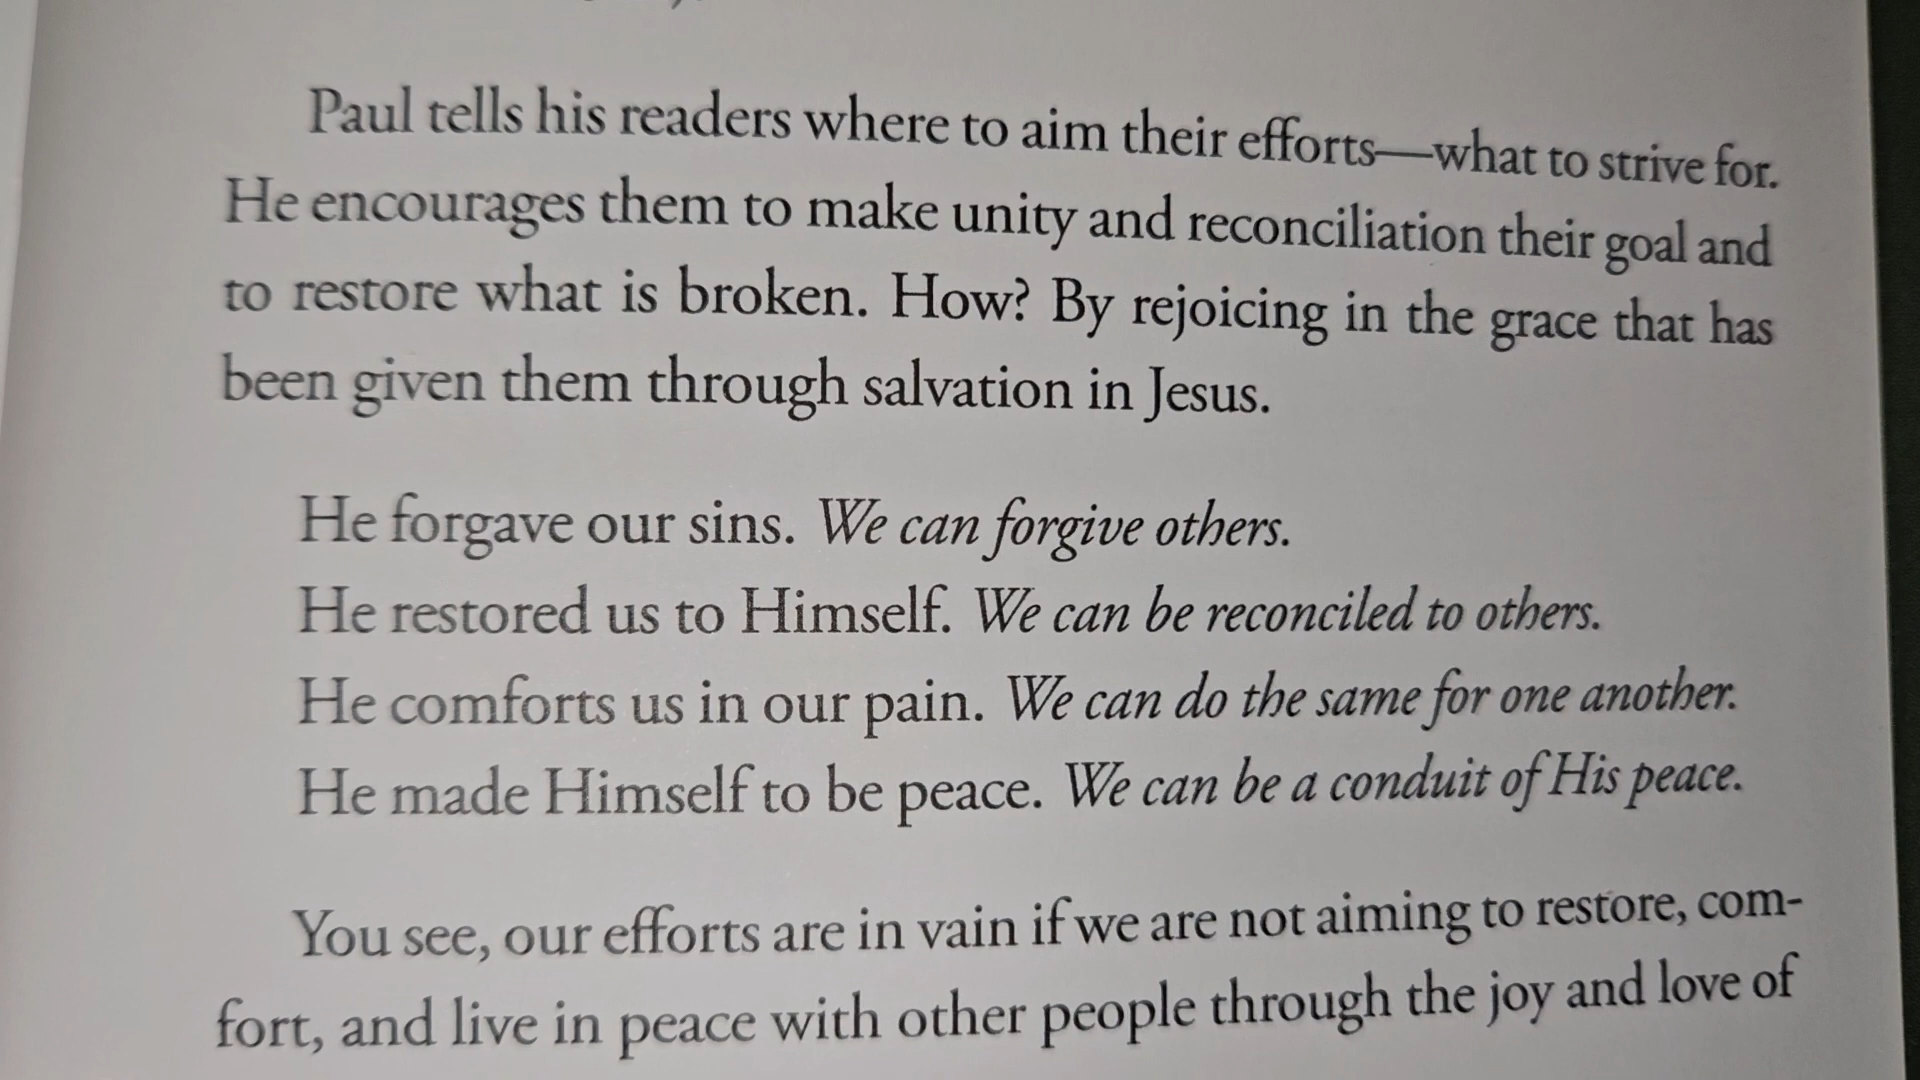 Paul tells his readers where to aim their efforts—what to strive for.
He encourages them to make unity and reconciliation their goal and
to restore what is broken. How? By rejoicing in the grace that has
been given them through salvation in Jesus.
He forgave our sins. We can forgive others.
He restored us to Himself. We can be reconciled to others.
He comforts us in our pain. We can do the same for one another.
He made Himself to be peace. We can be a conduit of His peace.
You see, our efforts are in vain if we are not aiming to restore, com-
fort, and live in peace with other people through the joy and love of